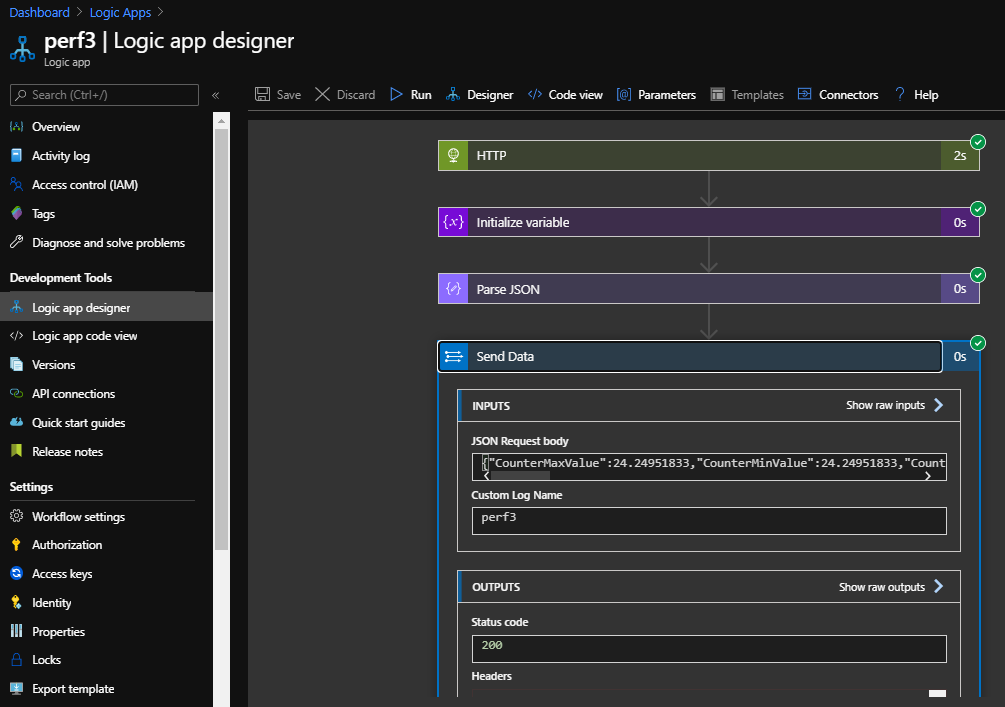 Dashboard > Logic Apps >
perf3 | Logic app designer
Logic app
Search (Ctrl+/)
«
Overview
Activity log
Access control (IAM)
Tags
Diagnose and solve problems
Development Tools
Logic app designer
Logic app code view
Versions
API connections
Quick start guides
Release notes
Settings
Workflow settings
Authorization
Access keys
Identity
Properties
Locks
Export template
Save Discard Run Designer Code view Parameters Templates Connectors Help
HTTP 2s
Initialize variable 0s
Parse JSON 0s
Send Data 0s
INPUTS Show raw inputs
JSON Request body
{"CounterMaxValue":24.24951833,"CounterMinValue":24.24951833,"Count
Custom Log Name
perf3
OUTPUTS Show raw outputs
Status code
200
Headers